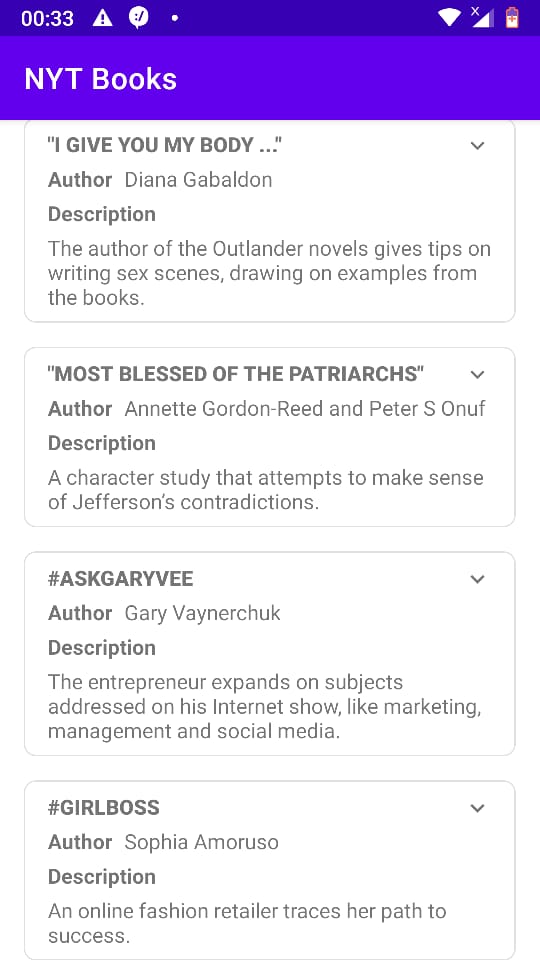 00:33
NYT Books
"I GIVE YOU MY BODY ..."
Author Diana Gabaldon
Description
The author of the Outlander novels gives tips on
writing sex scenes, drawing on examples from
the books.
"MOST BLESSED OF THE PATRIARCHS"
Author Annette Gordon-Reed and Peter S Onuf
Description
A character study that attempts to make sense
of Jefferson’s contradictions.
#ASKGARYVEE
Author Gary Vaynerchuk
Description
The entrepreneur expands on subjects
addressed on his Internet show, like marketing,
management and social media.
#GIRLBOSS
Author Sophia Amoruso
Description
An online fashion retailer traces her path to
success.